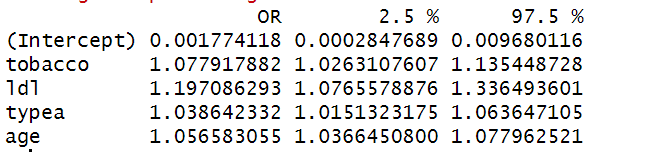 OR 2.5 % 97.5 %
(Intercept) 0.001774118 0.0002847689 0.009680116
tobacco 1.077917882 1.0263107607 1.135448728
ldl 1.197086293 1.0765578876 1.336493601
typea 1.038642332 1.0151323175 1.063647105
age 1.056583055 1.0366450800 1.077962521